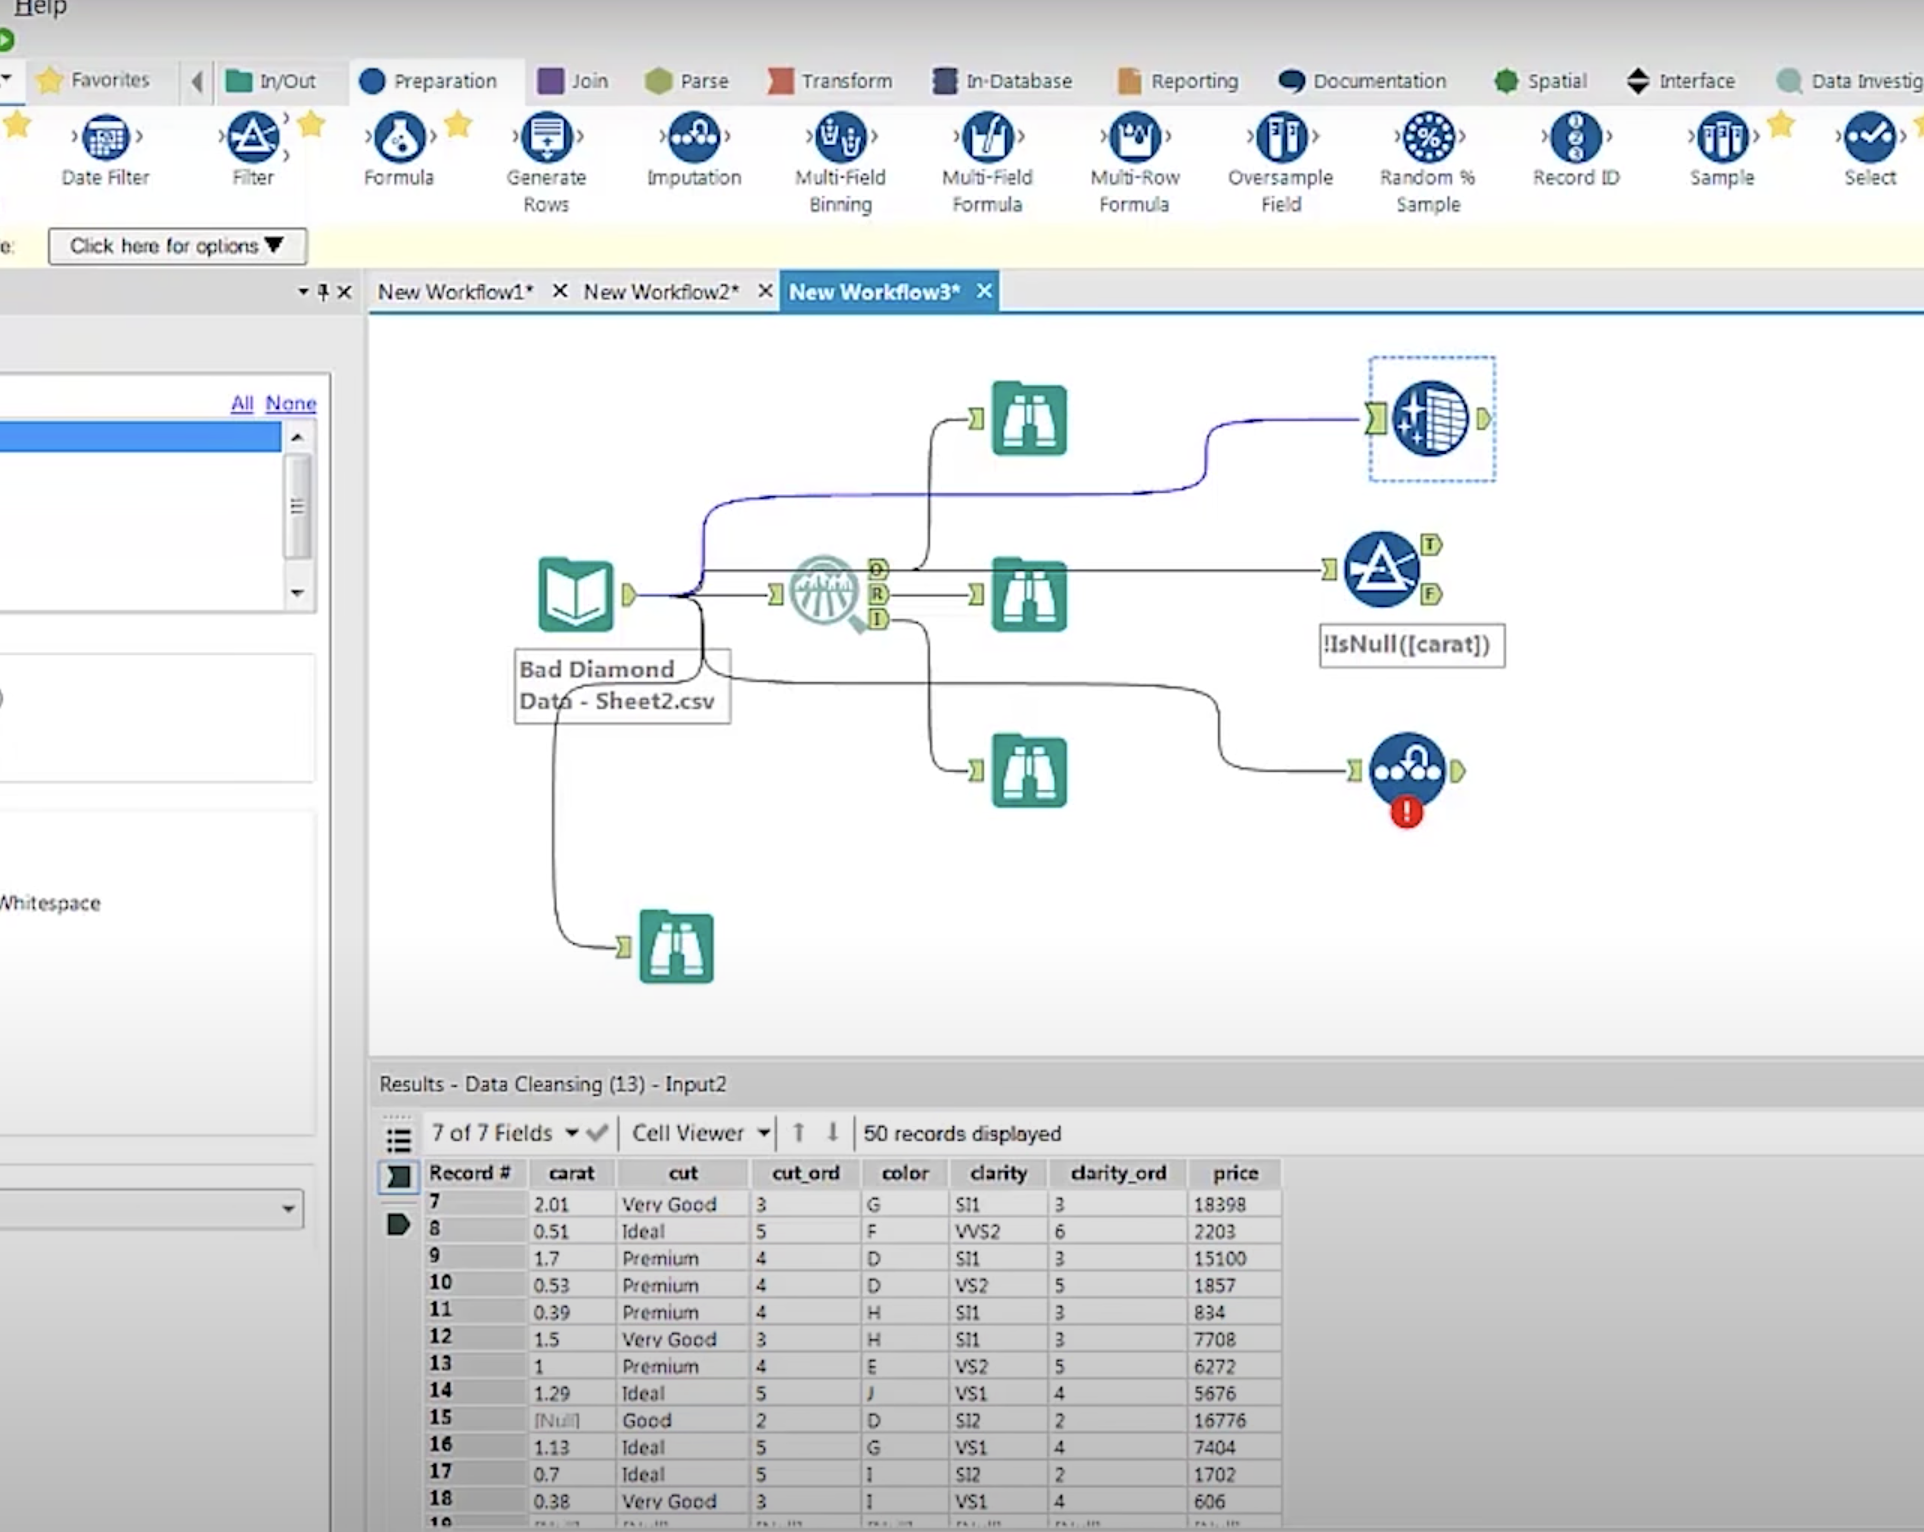 Help
Favorites In/Out Preparation Join Parse Transform In-Database Reporting Documentation Spatial Interface Data Investig
Date Filter Filter Formula Generate Rows Imputation Multi-Field Binning Multi-Field Formula Multi-Row Formula Oversample Field Random % Sample Record ID Sample Select
e: Click here for options
New Workflow1* New Workflow2* New Workflow3*
All None
O
R
I
T
F
!IsNull([carat])
Bad Diamond
Data - Sheet2.csv
Whitespace
Results - Data Cleansing (13) - Input2
7 of 7 Fields Cell Viewer 50 records displayed
Record # carat cut cut_ord color clarity clarity_ord price
7 2.01 Very Good 3 G SI1 3 18398
8 0.51 Ideal 5 F VVS2 6 2203
9 1.7 Premium 4 D SI1 3 15100
10 0.53 Premium 4 D VS2 5 1857
11 0.39 Premium 4 H SI1 3 834
12 1.5 Very Good 3 H SI1 3 7708
13 1 Premium 4 E VS2 5 6272
14 1.29 Ideal 5 J VS1 4 5676
15 [Null] Good 2 D SI2 2 16776
16 1.13 Ideal 5 G VS1 4 7404
17 0.7 Ideal 5 I SI2 2 1702
18 0.38 Very Good 3 I VS1 4 606